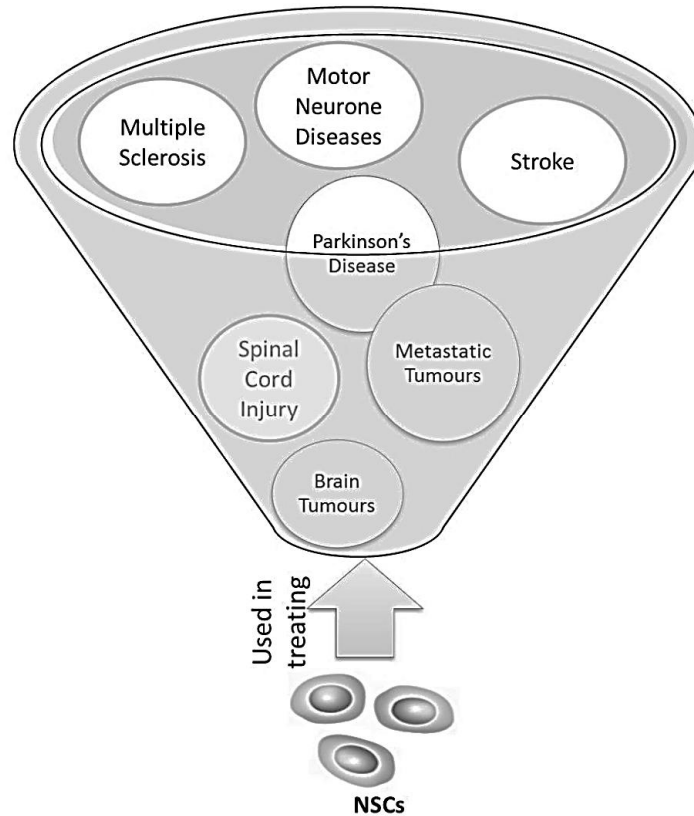 Motor
Neurone
Diseases
Multiple
Sclerosis
Stroke
Parkinson's
Disease
Spinal
Cord
Injury
Metastatic
Tumours
Brain
Tumours
Used in
treating
NSCs